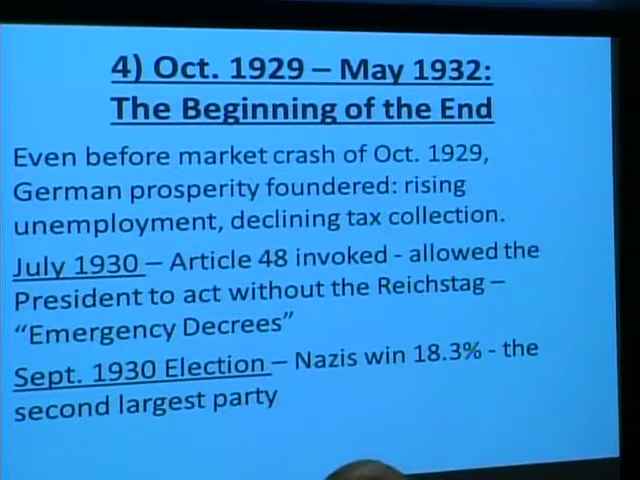 4) Oct. 1929 – May 1932:
The Beginning of the End
Even before market crash of Oct. 1929,
German prosperity foundered: rising
unemployment, declining tax collection.
July 1930 – Article 48 invoked - allowed the
President to act without the Reichstag –
“Emergency Decrees”
Sept. 1930 Election – Nazis win 18.3% - the
second largest party